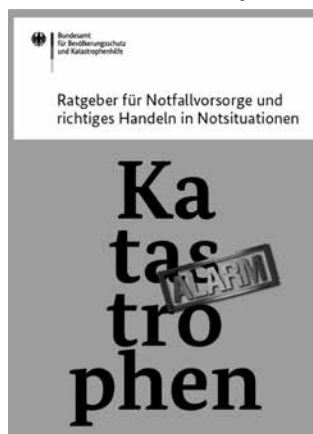 Bundesamt
für Bevölkerungsschutz
und Katastrophenhilfe
Ratgeber für Notfallvorsorge und
richtiges Handeln in Notsituationen
Ka
tas
ALARM
tro
phen